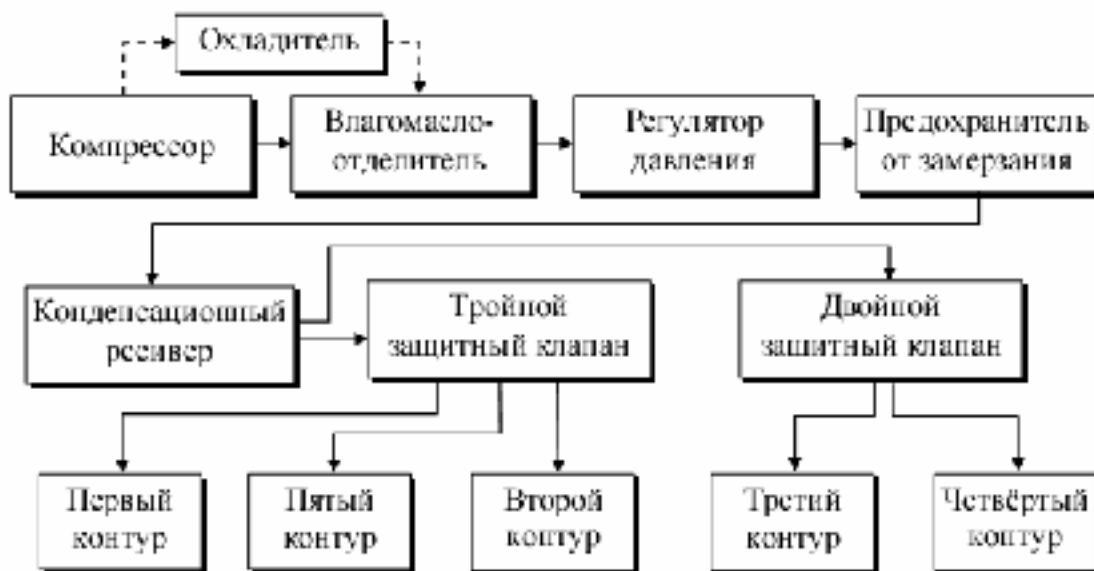 Охладитель
Компрессор
Влагомасло-
отделитель
Регулятор
давления
Предохранитель
от замерзания
Конденсационный
ресивер
Тройной
защитный клапан
Двойной
защитный клапан
Первый
контур
Пятый
контур
Второй
контур
Третий
контур
Четвёртый
контур